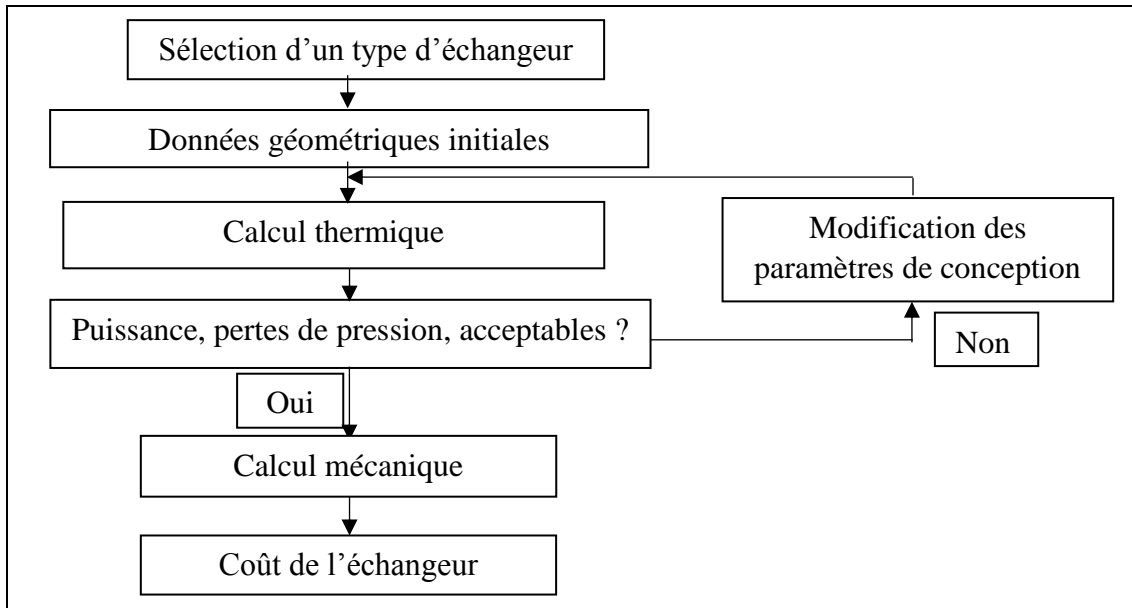 Sélection d’un type d’échangeur
Données géométriques initiales
Calcul thermique
Modification des
paramètres de conception
Puissance, pertes de pression, acceptables ?
Non
Oui
Calcul mécanique
Coût de l’échangeur